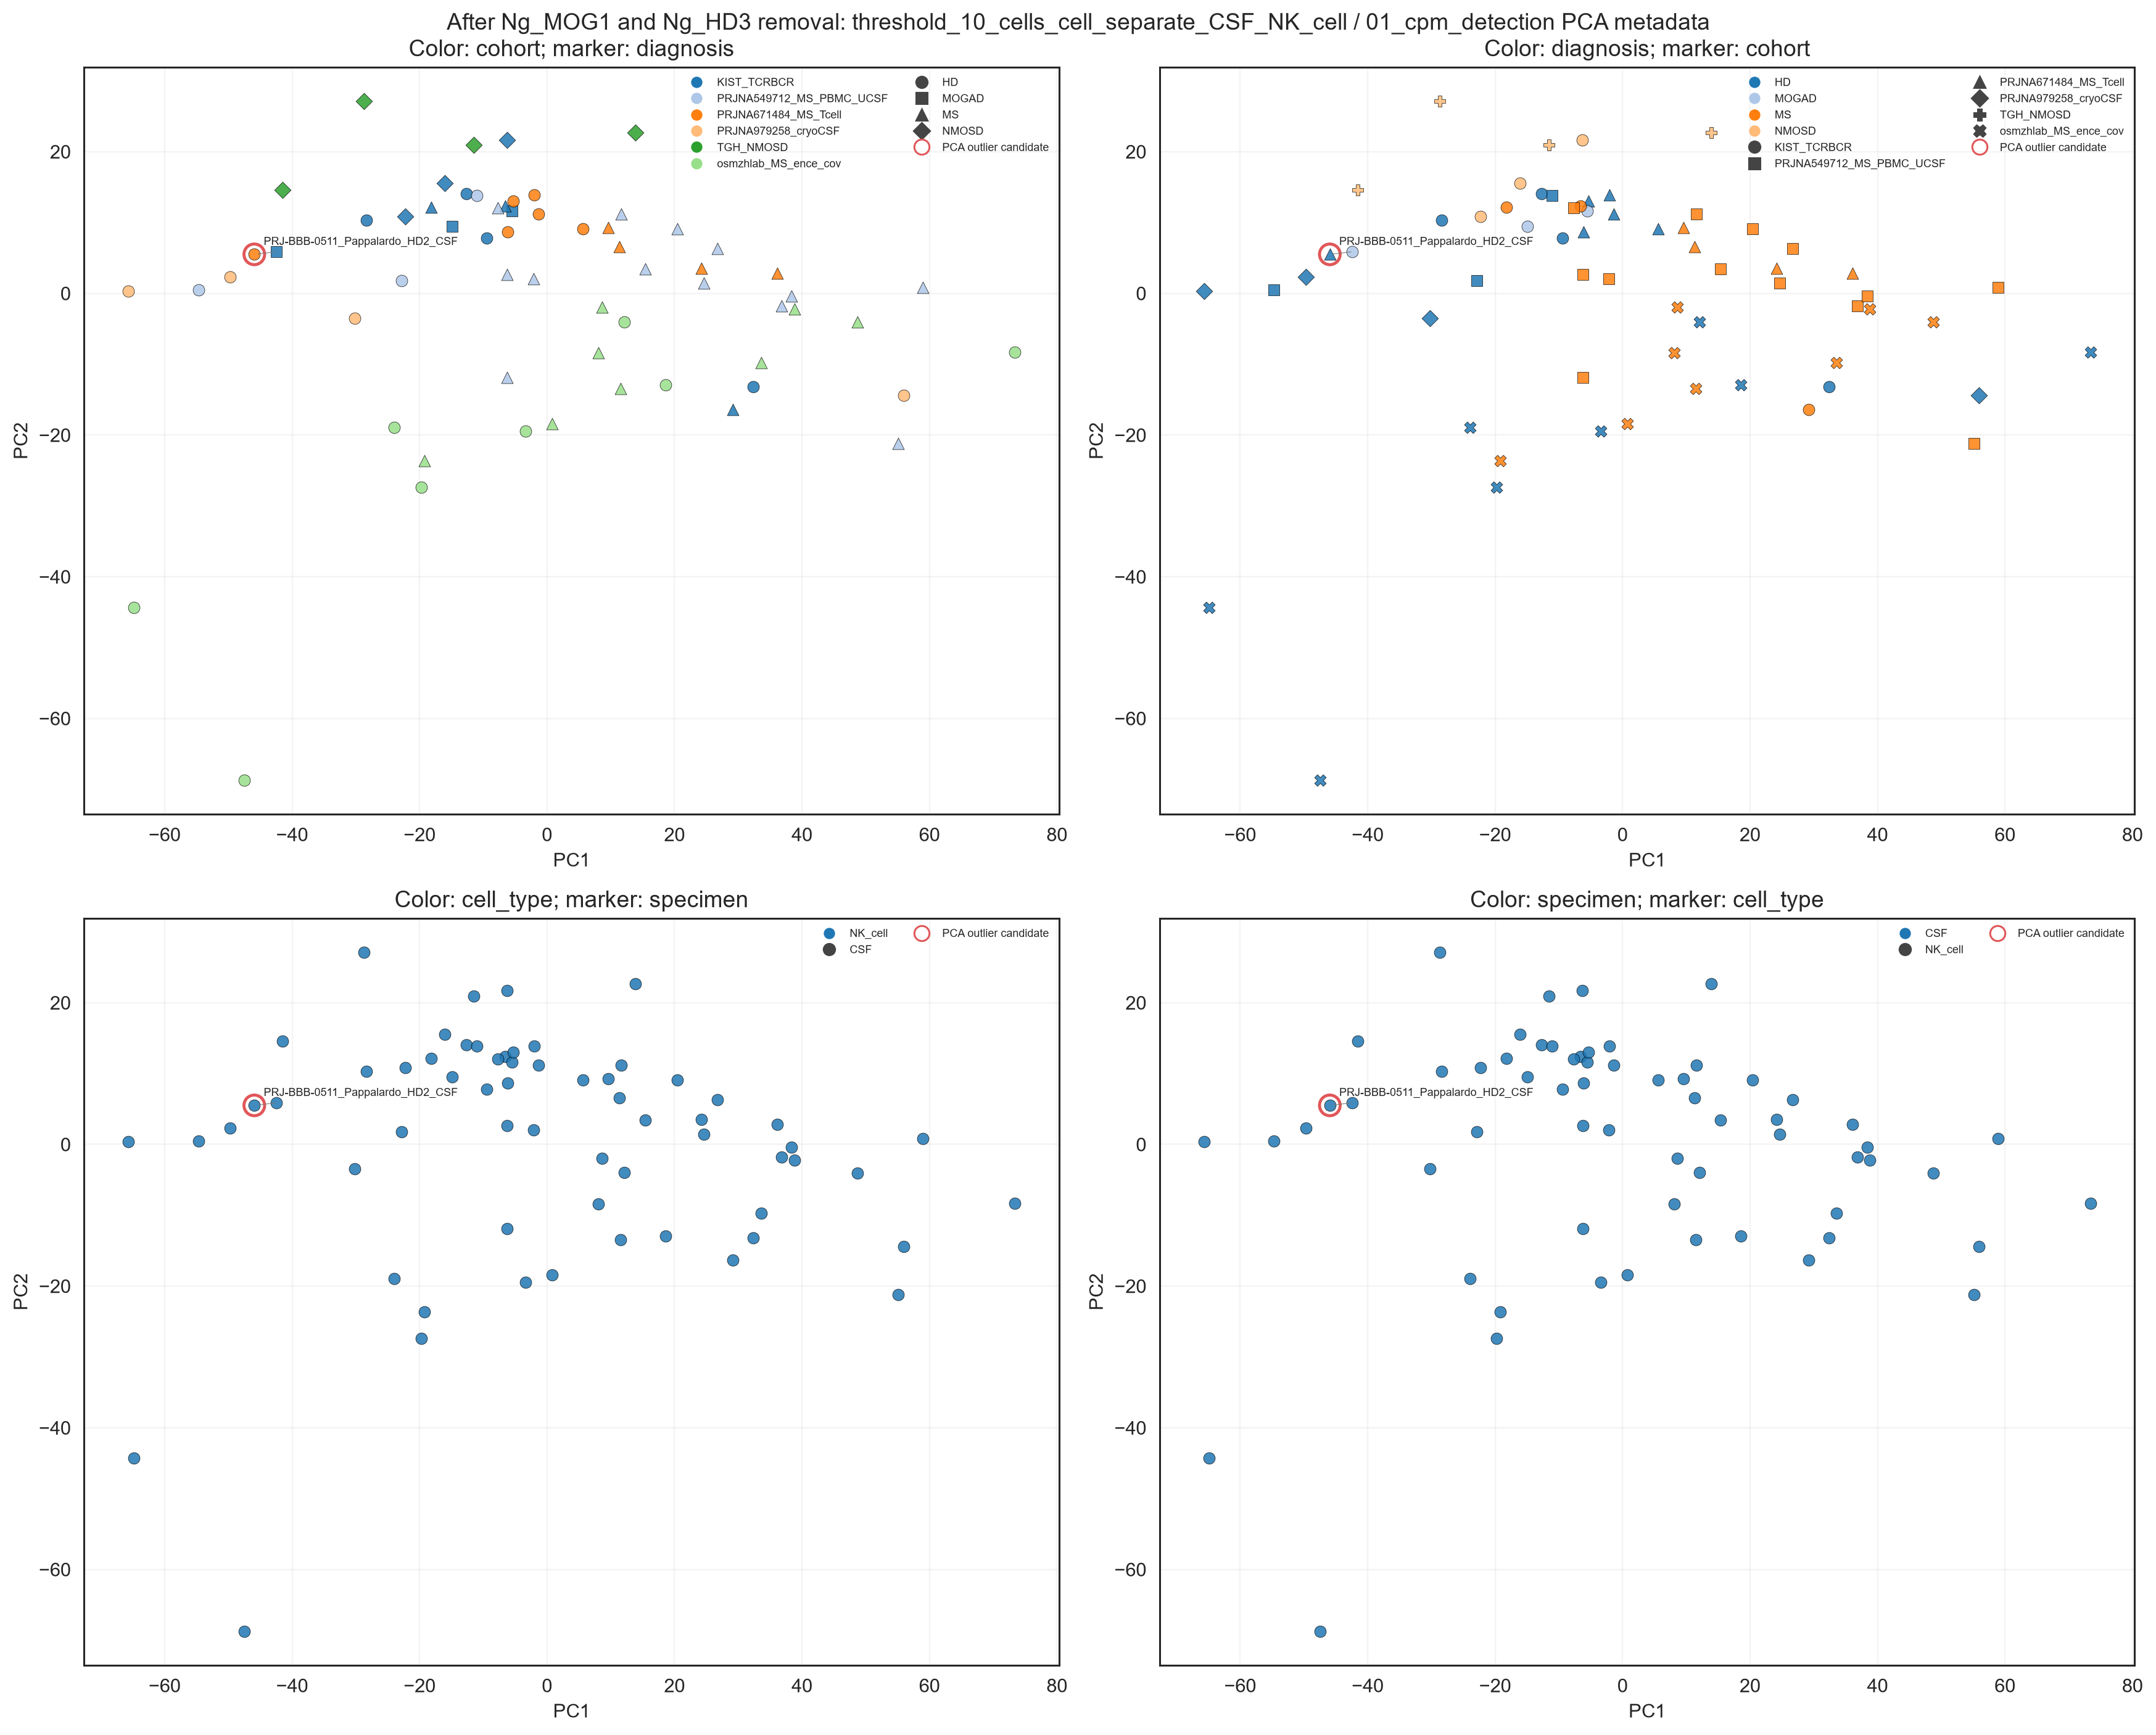 After Ng_MOG1 and Ng_HD3 removal: threshold_10_cells_cell_separate_CSF_NK_cell / 01_cpm_detection PCA metadata
Color: cohort; marker: diagnosis
KIST_TCRBCR
PRJNA549712_MS_PBMC_UCSF
PRJNA671484_MS_Tcell
PRJNA979258_cryoCSF
TGH_NMOSD
osmzhlab_MS_ence_cov
HD
MOGAD
MS
NMOSD
PCA outlier candidate
PRJ-BBB-0511_Pappalardo_HD2_CSF
20
0
−20
−40
−60
PC2
−60 −40 −20 0 20 40 60 80
PC1
Color: diagnosis; marker: cohort
HD
MOGAD
MS
NMOSD
KIST_TCRBCR
PRJNA549712_MS_PBMC_UCSF
PRJNA671484_MS_Tcell
PRJNA979258_cryoCSF
TGH_NMOSD
osmzhlab_MS_ence_cov
PCA outlier candidate
PRJ-BBB-0511_Pappalardo_HD2_CSF
20
0
−20
−40
−60
PC2
−60 −40 −20 0 20 40 60 80
PC1
Color: cell_type; marker: specimen
NK_cell
CSF
PCA outlier candidate
PRJ-BBB-0511_Pappalardo_HD2_CSF
20
0
−20
−40
−60
PC2
−60 −40 −20 0 20 40 60 80
PC1
Color: specimen; marker: cell_type
CSF
NK_cell
PCA outlier candidate
PRJ-BBB-0511_Pappalardo_HD2_CSF
20
0
−20
−40
−60
PC2
−60 −40 −20 0 20 40 60 80
PC1